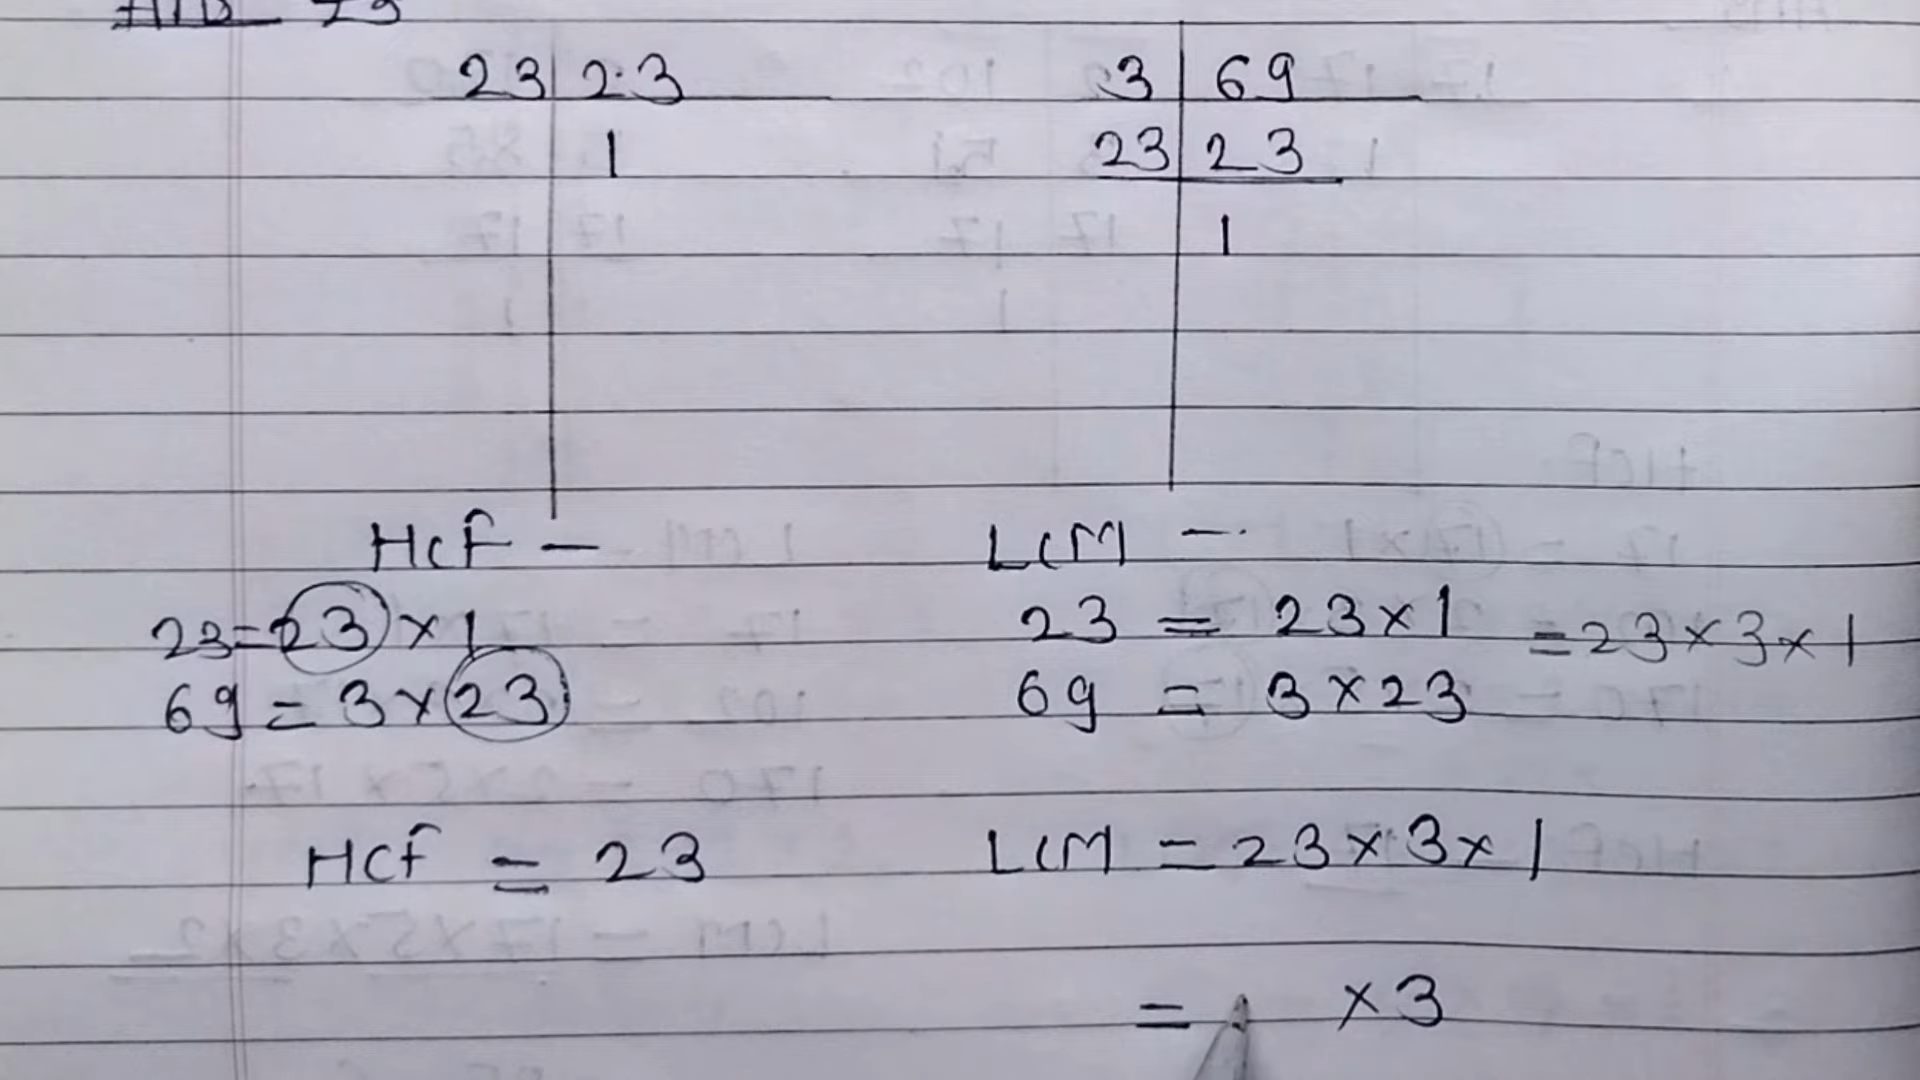 23 23 3 69
1 23 23
1
HCF — LCM —
23 = 23 × 1 23 = 23 × 1 = 23 × 3 × 1
69 = 3 × 23 69 = 3 × 23
HCF = 23 LCM = 23 × 3 × 1
= × 3